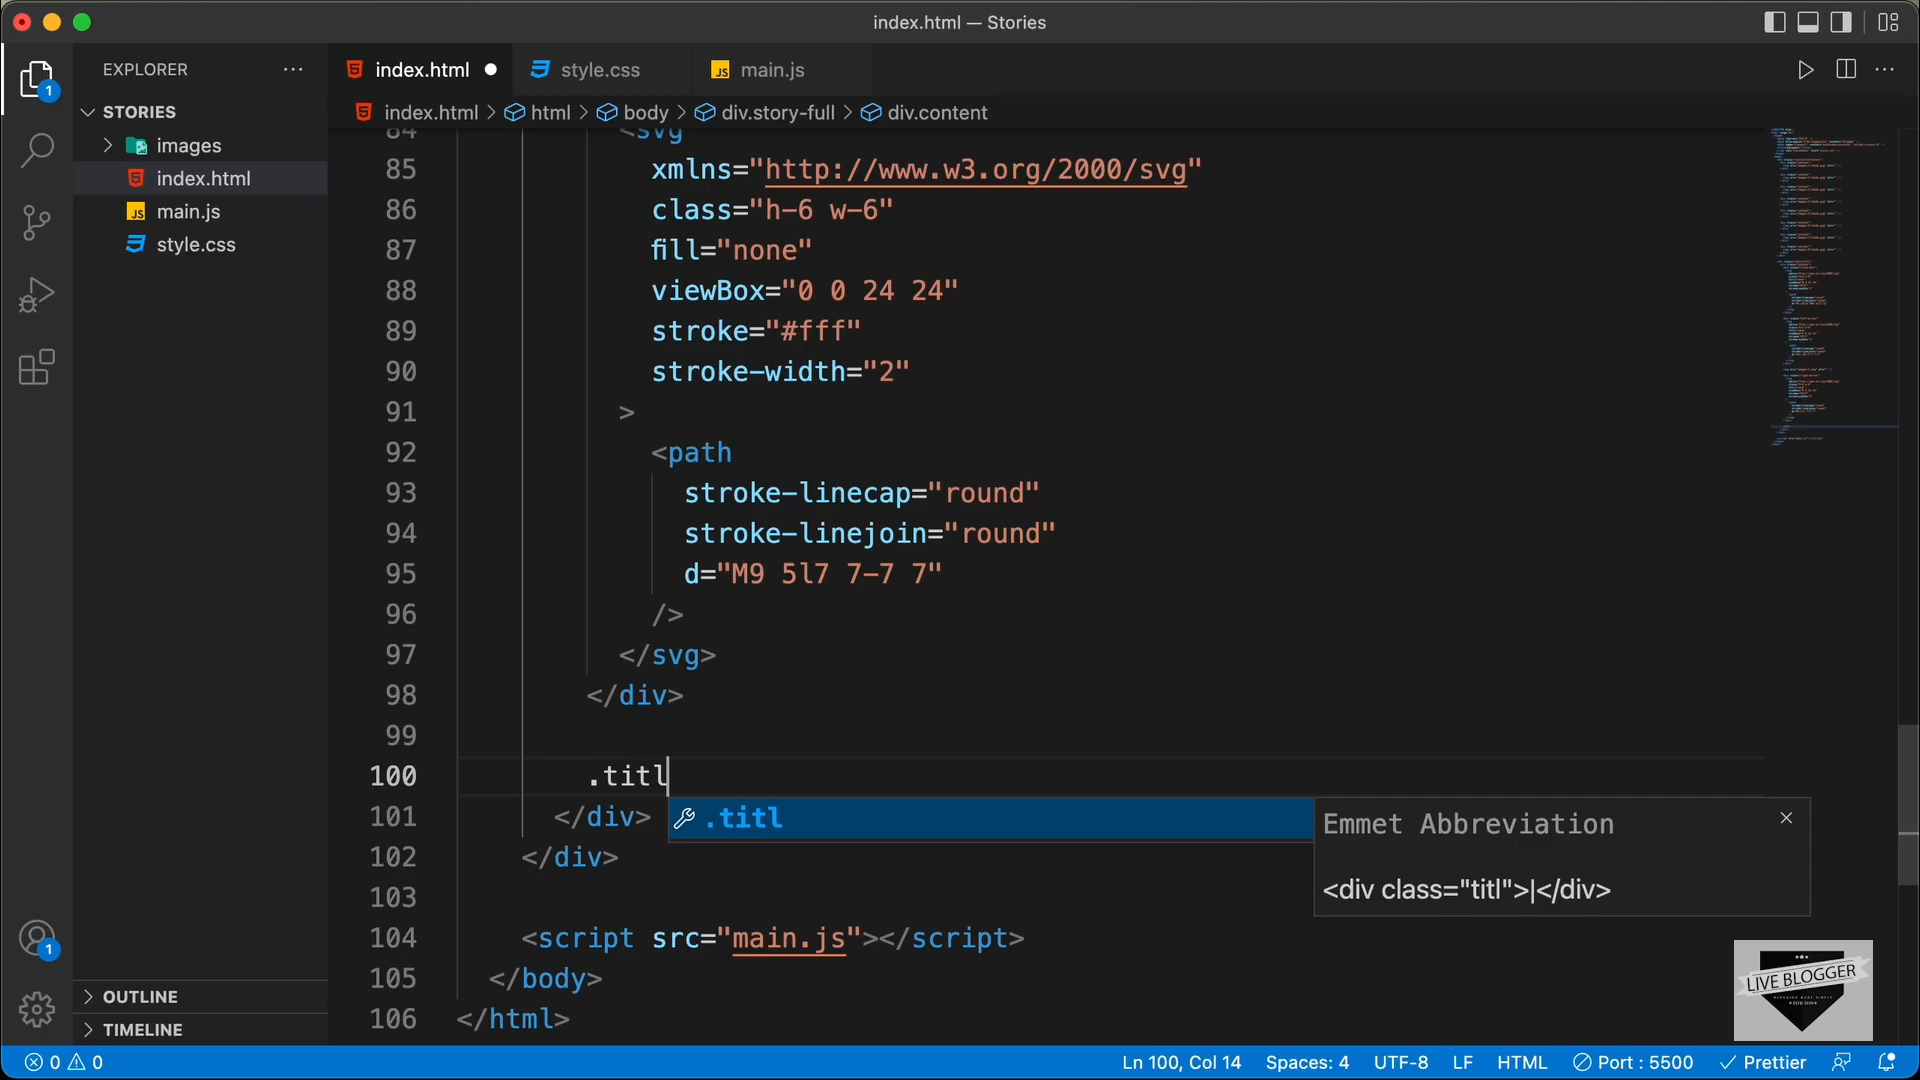 index.html — Stories
EXPLORER
index.html
style.css
JS main.js
1
STORIES
index.html > html > body > div.story-full > div.content
images
index.html
JS main.js
style.css
84 <svg
85 xmlns="http://www.w3.org/2000/svg"
86 class="h-6 w-6"
87 fill="none"
88 viewBox="0 0 24 24"
89 stroke="#fff"
90 stroke-width="2"
91 >
92 <path
93 stroke-linecap="round"
94 stroke-linejoin="round"
95 d="M9 5l7 7-7 7"
96 />
97 </svg>
98 </div>
99
100 .titl
101 </div>
.titl
Emmet Abbreviation
<div class="titl">|</div>
102 </div>
103
104 <script src="main.js"></script>
105 </body>
106 </html>
1
OUTLINE
TIMELINE
LIVE BLOGGER
0 0
Ln 100, Col 14
Spaces: 4
UTF-8
LF
HTML
Port : 5500
Prettier